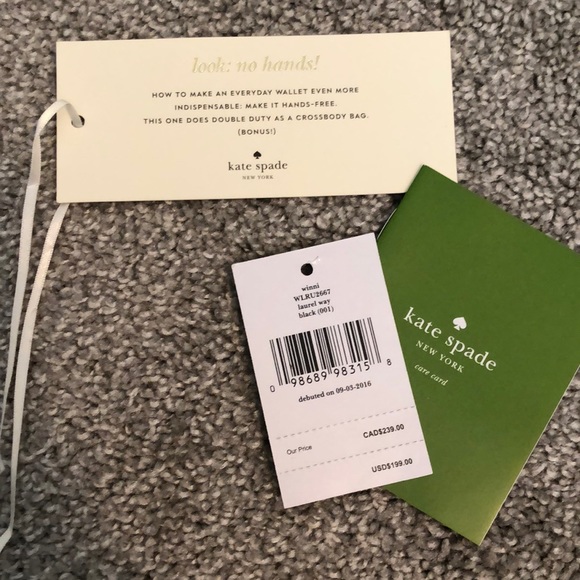 look: no hands!
HOW TO MAKE AN EVERYDAY WALLET EVEN MORE
INDISPENSABLE: MAKE IT HANDS-FREE.
THIS ONE DOES DOUBLE DUTY AS A CROSSBODY BAG.
(BONUS!)
kate spade
NEW YORK
winni
WLRU2667
laurel way
black (001)
0 98689 98315 8
debuted on 09-05-2016
Our Price CAD$239.00
USD$199.00
kate spade
NEW YORK
care card